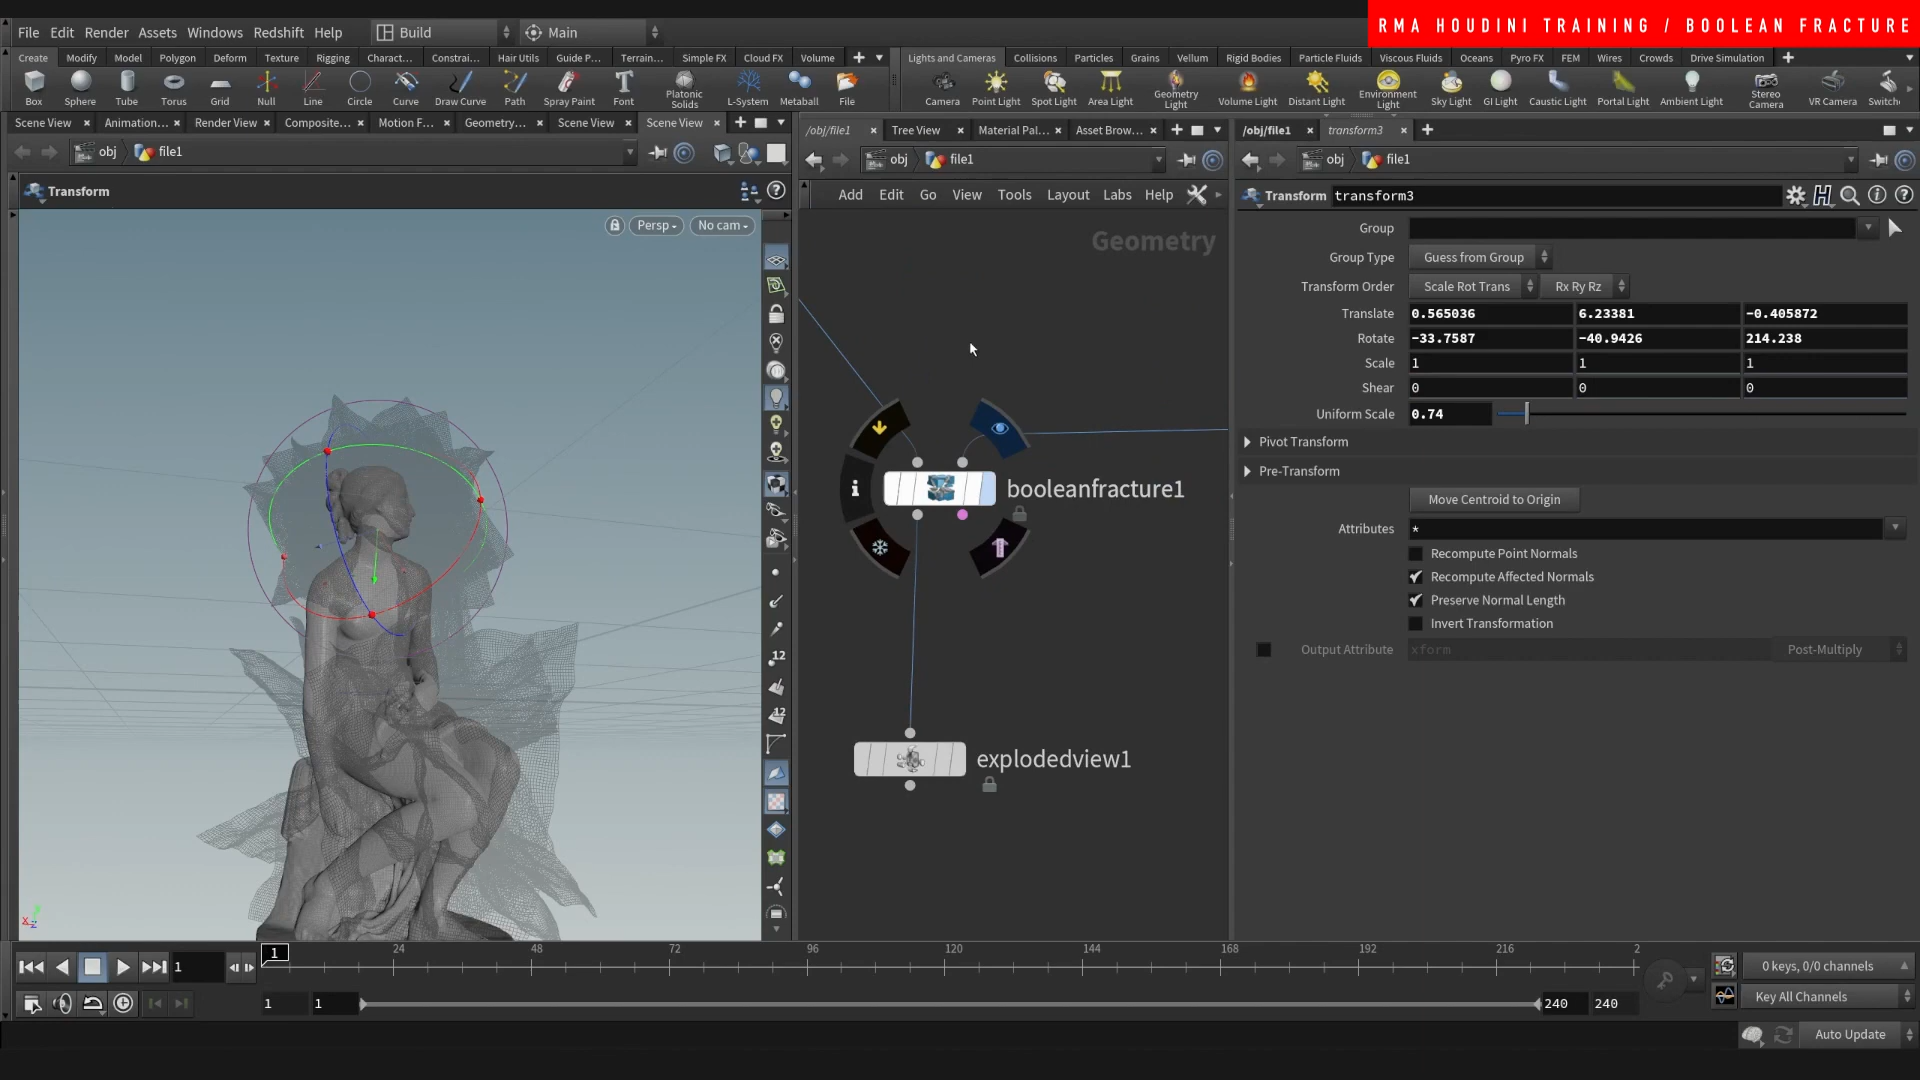 RMA HOUDINI TRAINING / BOOLEAN FRACTURE
File Edit Render Assets Windows Redshift Help Build Main
Create Modify Model Polygon Deform Texture Rigging Charact... Constrai... Hair Utils Guide P... Terrain... Simple FX Cloud FX Volume
Lights and Cameras Collisions Particles Grains Vellum Rigid Bodies Particle Fluids Viscous Fluids Oceans Pyro FX FEM Wires Crowds Drive Simulation
Box Sphere Tube Torus Grid Null Line Circle Curve Draw Curve Path Spray Paint Font Platonic Solids L-System Metaball File
Camera Point Light Spot Light Area Light Geometry Light Volume Light Distant Light Environment Light Sky Light GI Light Caustic Light Portal Light Ambient Light Stereo Camera VR Camera Switch
Scene View Animation... Render View Composite... Motion F... Geometry... Scene View Scene View
/obj/file1 Tree View Material Pal... Asset Brow...
/obj/file1 transform3
obj file1
obj file1
obj file1
Transform
Persp No cam
12
12
x z
Add Edit Go View Tools Layout Labs Help
Geometry
booleanfracture1
explodedview1
Transform transform3
Group
Group Type Guess from Group
Transform Order Scale Rot Trans Rx Ry Rz
Translate 0.565036 6.23381 -0.405872
Rotate -33.7587 -40.9426 214.238
Scale 1 1 1
Shear 0 0 0
Uniform Scale 0.74
Pivot Transform
Pre-Transform
Move Centroid to Origin
Attributes *
Recompute Point Normals
Recompute Affected Normals
Preserve Normal Length
Invert Transformation
Output Attribute xform Post-Multiply
1 1 24 48 72 96 120 144 168 192 216 2
0 keys, 0/0 channels
1 1 240 240
Key All Channels
Auto Update